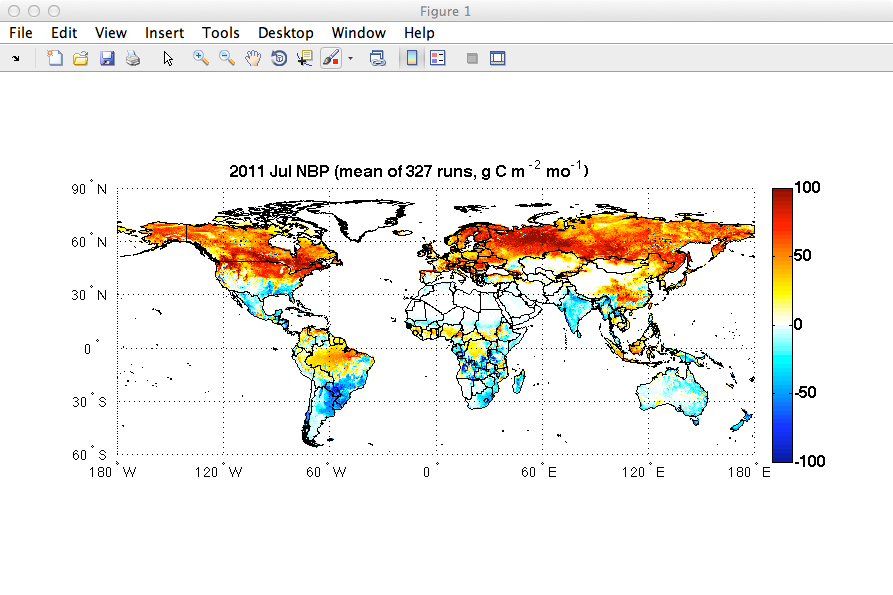 Figure 1
File Edit View Insert Tools Desktop Window Help
2011 Jul NBP (mean of 327 runs, g C m⁻² mo⁻¹)
90° N
60° N
30° N
0°
30° S
60° S
180° W 120° W 60° W 0° 60° E 120° E 180° E
100
50
0
-50
-100